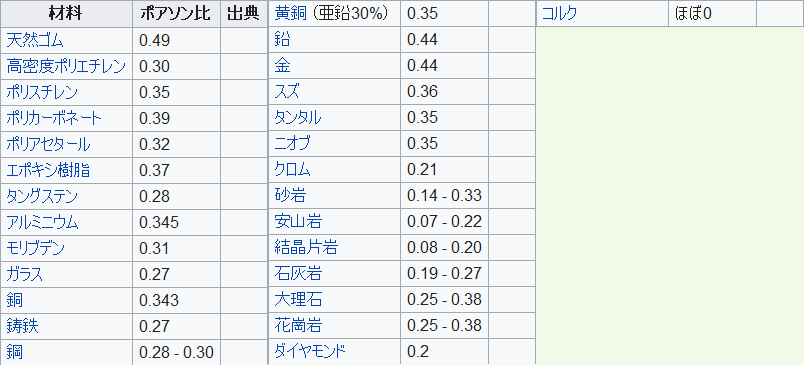 材料 ポアソン比 出典
天然ゴム 0.49
高密度ポリエチレン 0.30
ポリスチレン 0.35
ポリカーボネート 0.39
ポリアセタール 0.32
エポキシ樹脂 0.37
タングステン 0.28
アルミニウム 0.345
モリブデン 0.31
ガラス 0.27
銅 0.343
鋳鉄 0.27
鋼 0.28 - 0.30
黄銅 (亜鉛30%) 0.35
鉛 0.44
金 0.44
スズ 0.36
タンタル 0.35
ニオブ 0.35
クロム 0.21
砂岩 0.14 - 0.33
安山岩 0.07 - 0.22
結晶片岩 0.08 - 0.20
石灰岩 0.19 - 0.27
大理石 0.25 - 0.38
花崗岩 0.25 - 0.38
ダイヤモンド 0.2
コルク ほぼ0